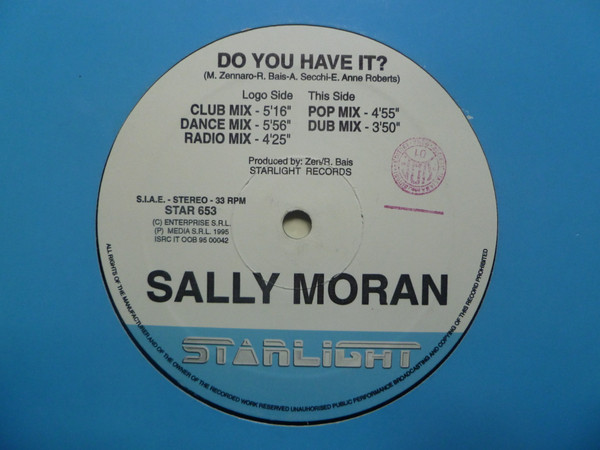 DO YOU HAVE IT?
(M. Zennaro-R. Bais-A. Secchi-E. Anne Roberts)
Logo Side This Side
CLUB MIX - 5'16" POP MIX - 4'55"
DANCE MIX - 5'56" DUB MIX - 3'50"
RADIO MIX - 4'25"
Produced by: Zen/R. Bais
STARLIGHT RECORDS
S.I.A.E. - STEREO - 33 RPM
STAR 653
(C) ENTERPRISE S.R.L.
(P) MEDIA S.R.L. 1995
ISRC IT OOB 95 00042
SALLY MORAN
STARLIGHT
ALL RIGHTS OF THE MANUFACTURER AND OF THE OWNER OF THE RECORDED WORK RESERVED UNAUTHORISED PUBLIC PERFORMANCE BROADCASTING AND COPYING OF THIS RECORD PROHIBITED